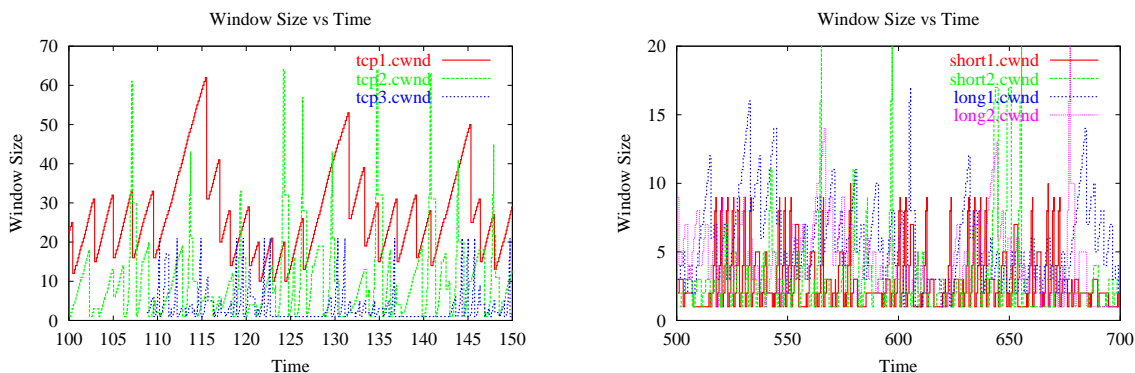 Window Size vs Time
70
60
50
40
30
20
10
0
100 105 110 115 120 125 130 135 140 145 150
Window Size
Time
tcp1.cwnd
tcp2.cwnd
tcp3.cwnd
Window Size vs Time
20
15
10
5
0
500 550 600 650 700
Window Size
Time
short1.cwnd
short2.cwnd
long1.cwnd
long2.cwnd